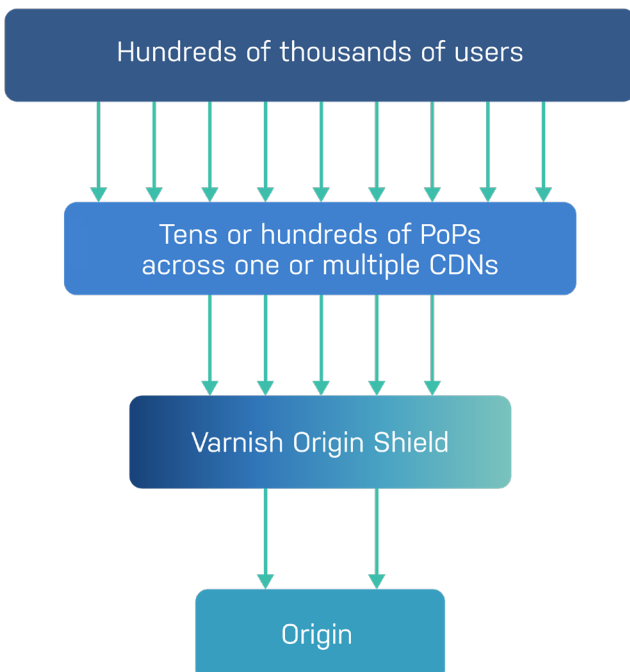 Hundreds of thousands of users
Tens or hundreds of PoPs
across one or multiple CDNs
Varnish Origin Shield
Origin